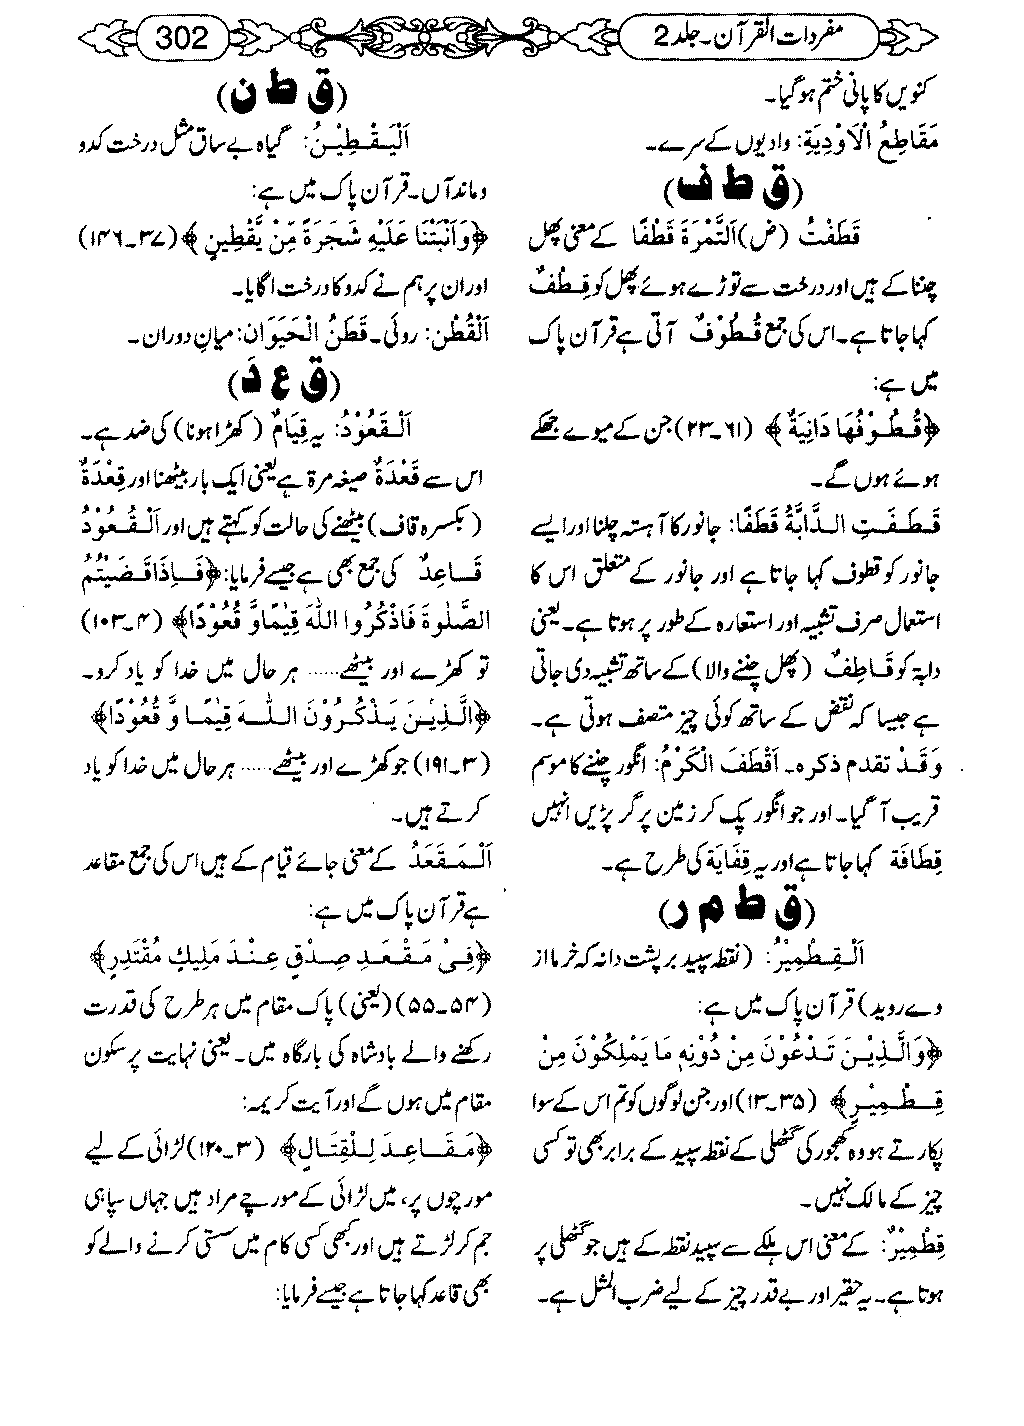 مفردات القرآن۔جلد 2
302
کنویں کا پانی ختم ہوگیا۔
مَقَاطِعُ الْاَوْدِیَةِ: وادیوں کے سرے۔
(ق ط ف)
قَطَفْتُ (ض) اَلثَّمْرَةَ قَطْفًا کے معنی پھل
چننا کے ہیں اور درخت سے توڑے ہوئے پھل کو قِطْفٌ
کہا جاتا ہے۔ اس کی جمع قُطُوْفٌ آتی ہے قرآن پاک
میں ہے:
﴿قُطُوْفُهَا دَانِیَةٌ﴾ (۶۱۔۲۳) جن کے میوے جھکے
ہوئے ہوں گے۔
قَطَفَتِ الدَّابَّةُ قَطْفًا: جانور کا آہستہ چلنا اور ایسے
جانور کو قطوف کہا جاتا ہے اور جانور کے متعلق اس کا
استعمال صرف تشبیہ اور استعارہ کے طور پر ہوتا ہے۔ یعنی
دابۃ کو قَاطِفٌ (پھل چننے والا) کے ساتھ تشبیہ دی جاتی
ہے جیسا کہ نقض کے ساتھ کوئی چیز متصف ہوتی ہے۔
وَقَدْ تقدم ذکرہ۔ اَقْطَفَ الْکَرْمُ: انگور چننے کا موسم
قریب آگیا۔ اور جو انگور پک کر زمین پر گر پڑیں انہیں
قِطَافَة کہا جاتا ہے اور یہ قِفَایَة کی طرح ہے۔
(ق ط م ر)
اَلْقِطْمِیْرُ: (نقطہ سپید بر پشت دانہ کہ خرما از
وے روید) قرآن پاک میں ہے:
﴿وَالَّذِیْنَ تَدْعُوْنَ مِنْ دُوْنِهٖ مَا یَمْلِکُوْنَ مِنْ
قِطْمِیْرٍ﴾ (۳۵۔۱۳) اور جن لوگوں کو تم اس کے سوا
پکارتے ہو وہ کھجور کی گٹھلی کے نقطہ سپید کے برابر بھی تو کسی
چیز کے مالک نہیں۔
قِطْمِیْرٌ: کے معنی اس ہلکے سے سپید نقطہ کے ہیں جو گٹھلی پر
ہوتا ہے۔ یہ حقیر اور بے قدر چیز کے لیے ضرب المثل ہے۔
(ق ط ن)
اَلْیَقْطِیْنُ: گیاہ بے ساق مثل درخت کدو
و مانند آں۔ قرآن پاک میں ہے:
﴿وَاَنْبَتْنَا عَلَیْهِ شَجَرَةً مِّنْ یَّقْطِیْنٍ﴾ (۳۷۔۱۴۶)
اور ان پر ہم نے کدو کا درخت اگایا۔
اَلْقُطْن: روئی۔ قَطَنُ الْحَیَوَان: میان دوران۔
(ق ع د)
اَلْقُعُوْدُ: یہ قِیَامٌ (کھڑا ہونا) کی ضد ہے۔
اس سے قَعْدَةٌ صیغہ مرۃ ہے یعنی ایک بار بیٹھنا اور قِعْدَةٌ
(بکسرہ قاف) بیٹھنے کی حالت کو کہتے ہیں اور اَلْقُعُوْدُ
قَاعِدٌ کی جمع بھی ہے جیسے فرمایا: ﴿فَاِذَا قَضَیْتُمُ
الصَّلٰوةَ فَاذْکُرُوا اللّٰهَ قِیٰمًا وَّ قُعُوْدًا﴾ (۴۔۱۰۳)
تو کھڑے اور بیٹھے...... ہر حال میں خدا کو یاد کرو۔
﴿الَّذِیْنَ یَذْکُرُوْنَ اللّٰهَ قِیٰمًا وَّ قُعُوْدًا﴾
(۳۔۱۹۱) جو کھڑے اور بیٹھے...... ہر حال میں خدا کو یاد
کرتے ہیں۔
اَلْمَقْعَدُ کے معنی جائے قیام کے ہیں اس کی جمع مقاعد
ہے قرآن پاک میں ہے:
﴿فِیْ مَقْعَدِ صِدْقٍ عِنْدَ مَلِیْكٍ مُّقْتَدِرٍ﴾
(۵۴۔۵۵) (یعنی) پاک مقام میں ہر طرح کی قدرت
رکھنے والے بادشاہ کی بارگاہ میں۔ یعنی نہایت پر سکون
مقام میں ہوں گے اور آیت کریمہ:
﴿مَقَاعِدَ لِلْقِتَالِ﴾ (۳۔۱۲۰) لڑائی کے لیے
مورچوں پر، میں لڑائی کے مورچے مراد ہیں جہاں سپاہی
جم کر لڑتے ہیں اور کبھی کسی کام میں سستی کرنے والے کو
بھی قاعد کہا جاتا ہے جیسے فرمایا: